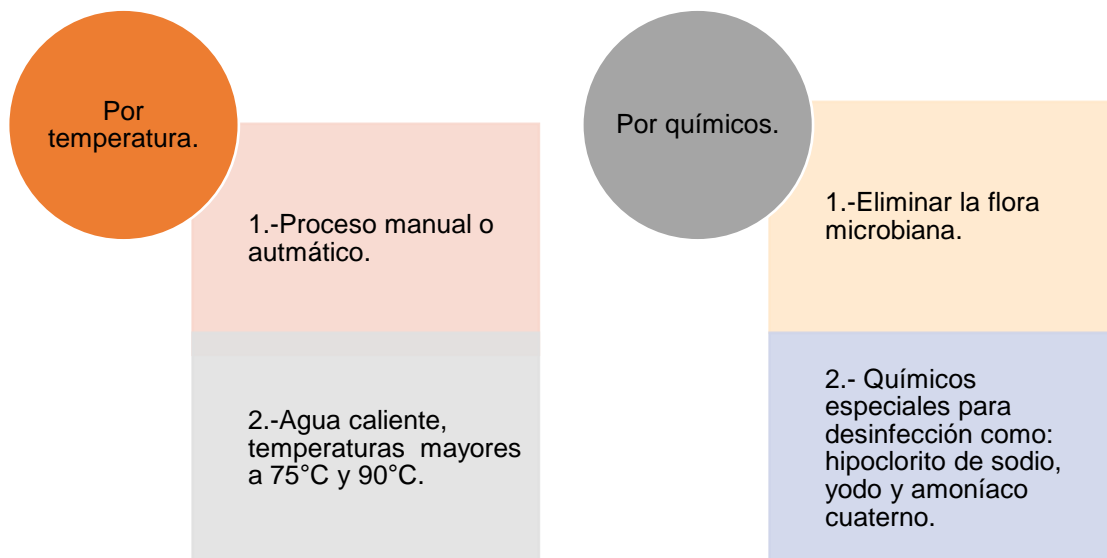 Por
temperatura.
1.-Proceso manual o
autmático.
2.-Agua caliente,
temperaturas mayores
a 75°C y 90°C.
Por químicos.
1.-Eliminar la flora
microbiana.
2.- Químicos
especiales para
desinfección como:
hipoclorito de sodio,
yodo y amoníaco
cuaterno.